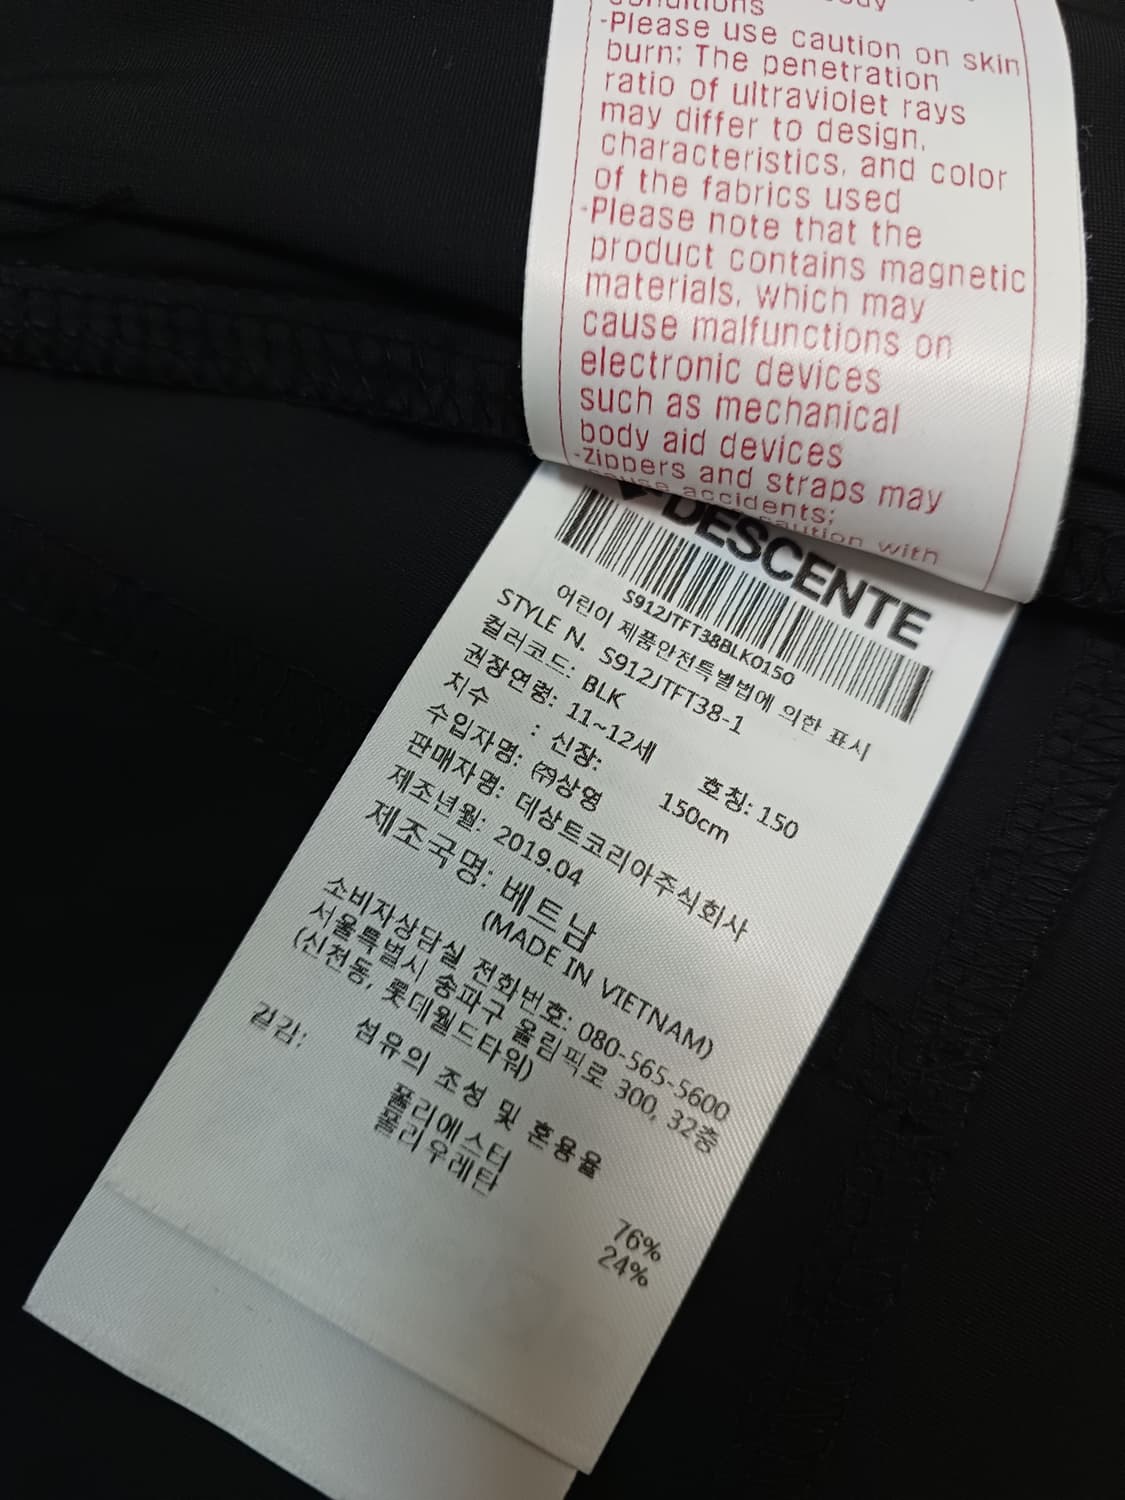 conditions
-Please use caution on skin
burn; The penetration
ratio of ultraviolet rays
may differ to design,
characteristics, and color
of the fabrics used
-Please note that the
product contains magnetic
materials, which may
cause malfunctions on
electronic devices
such as mechanical
body aid devices
-zippers and straps may
cause accidents;
caution with
DESCENTE
S912JTFT38BLK0150
어린이 제품안전특별법에 의한 표시
STYLE N. S912JTFT38-1
컬러코드: BLK
권장연령: 11~12세 호칭: 150
치수 : 신장: 150cm
수입자명: ㈜상영
판매자명: 데상트코리아주식회사
제조년월: 2019.04
제조국명: 베트남
(MADE IN VIETNAM)
소비자상담실 전화번호: 080-565-5600
서울특별시 송파구 올림픽로 300, 32층
(신천동, 롯데월드타워)
섬유의 조성 및 혼용율
겉감: 폴리에스터 76%
폴리우레탄 24%